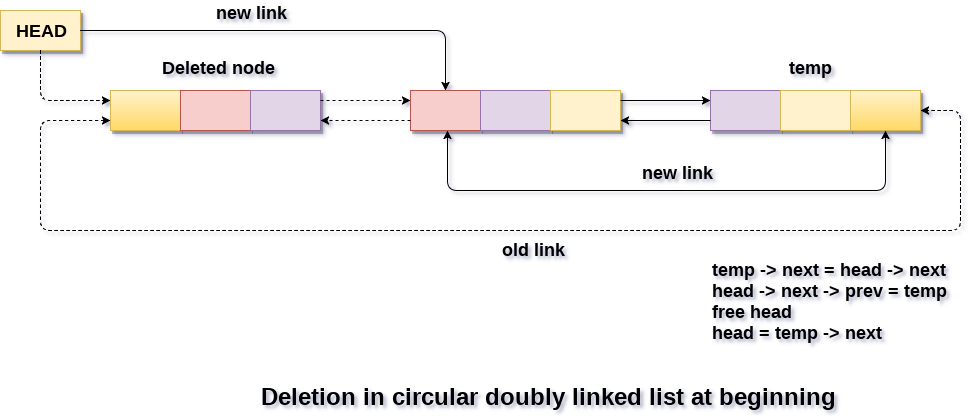 new link
HEAD
Deleted node
temp
new link
old link
temp -> next = head -> next
head -> next -> prev = temp
free head
head = temp -> next
Deletion in circular doubly linked list at beginning